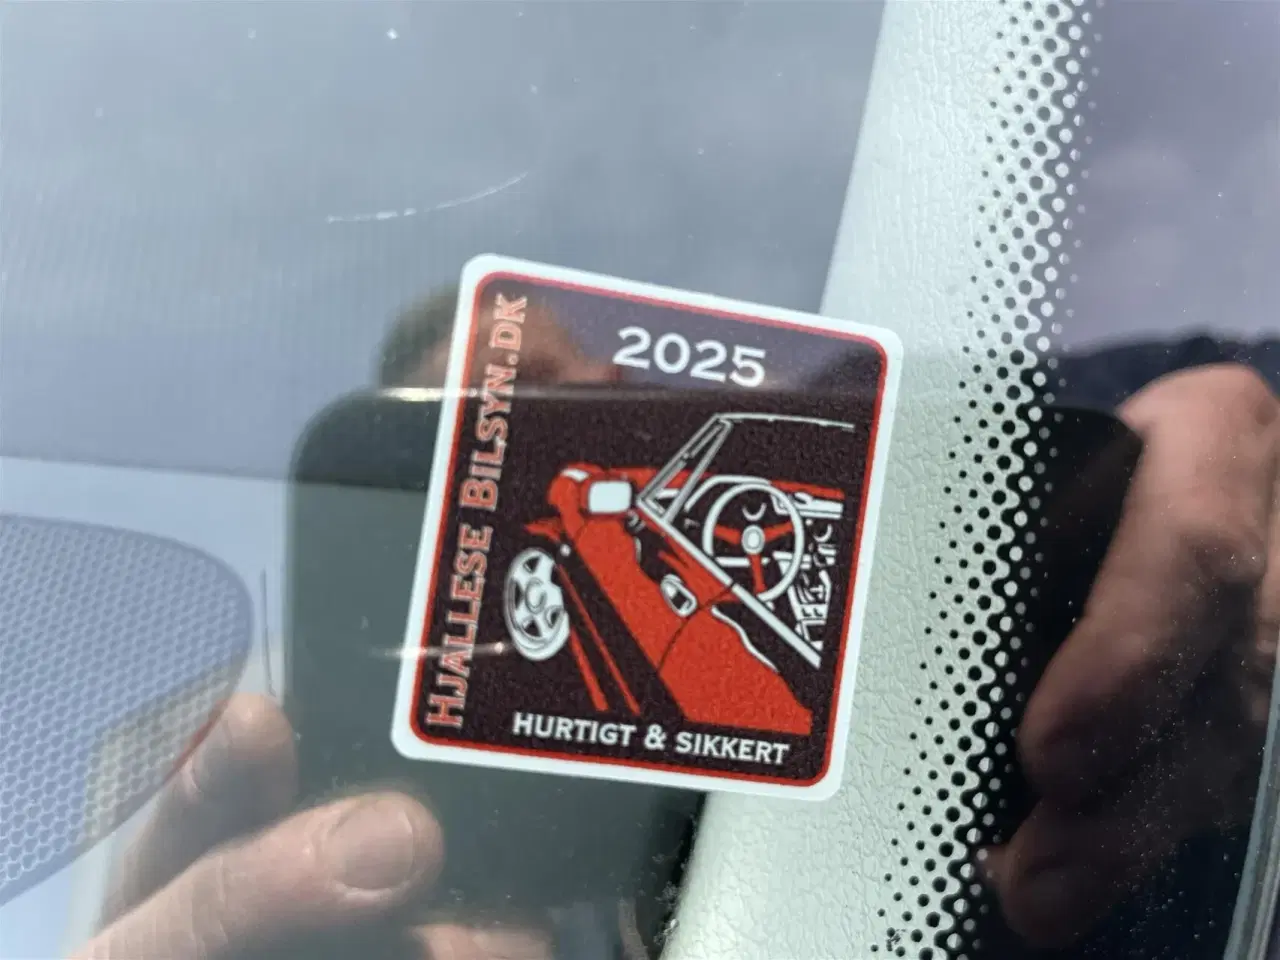 2025
HJALLESE BILSYN.DK
HURTIGT & SIKKERT